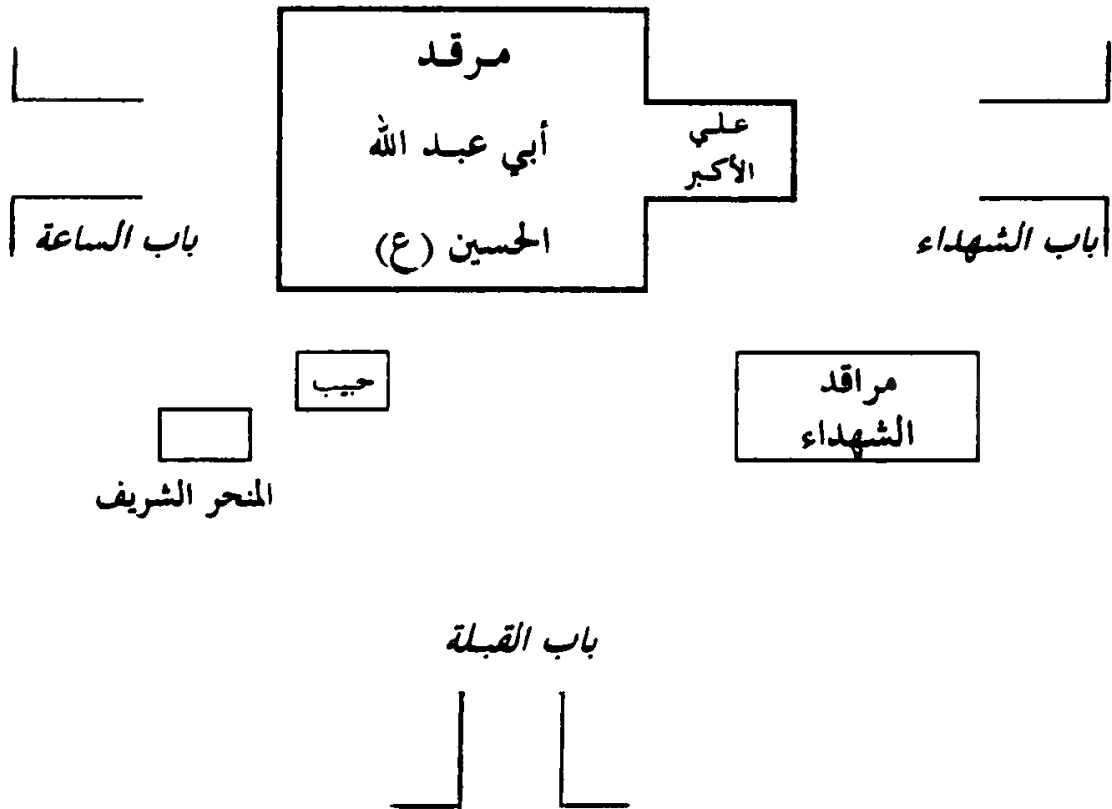 مرقد
أبي عبد الله
الحسين (ع)
علي
الأكبر
باب الشهداء
باب الساعة
حبيب
مراقد
الشهداء
المنحر الشريف
باب القبلة